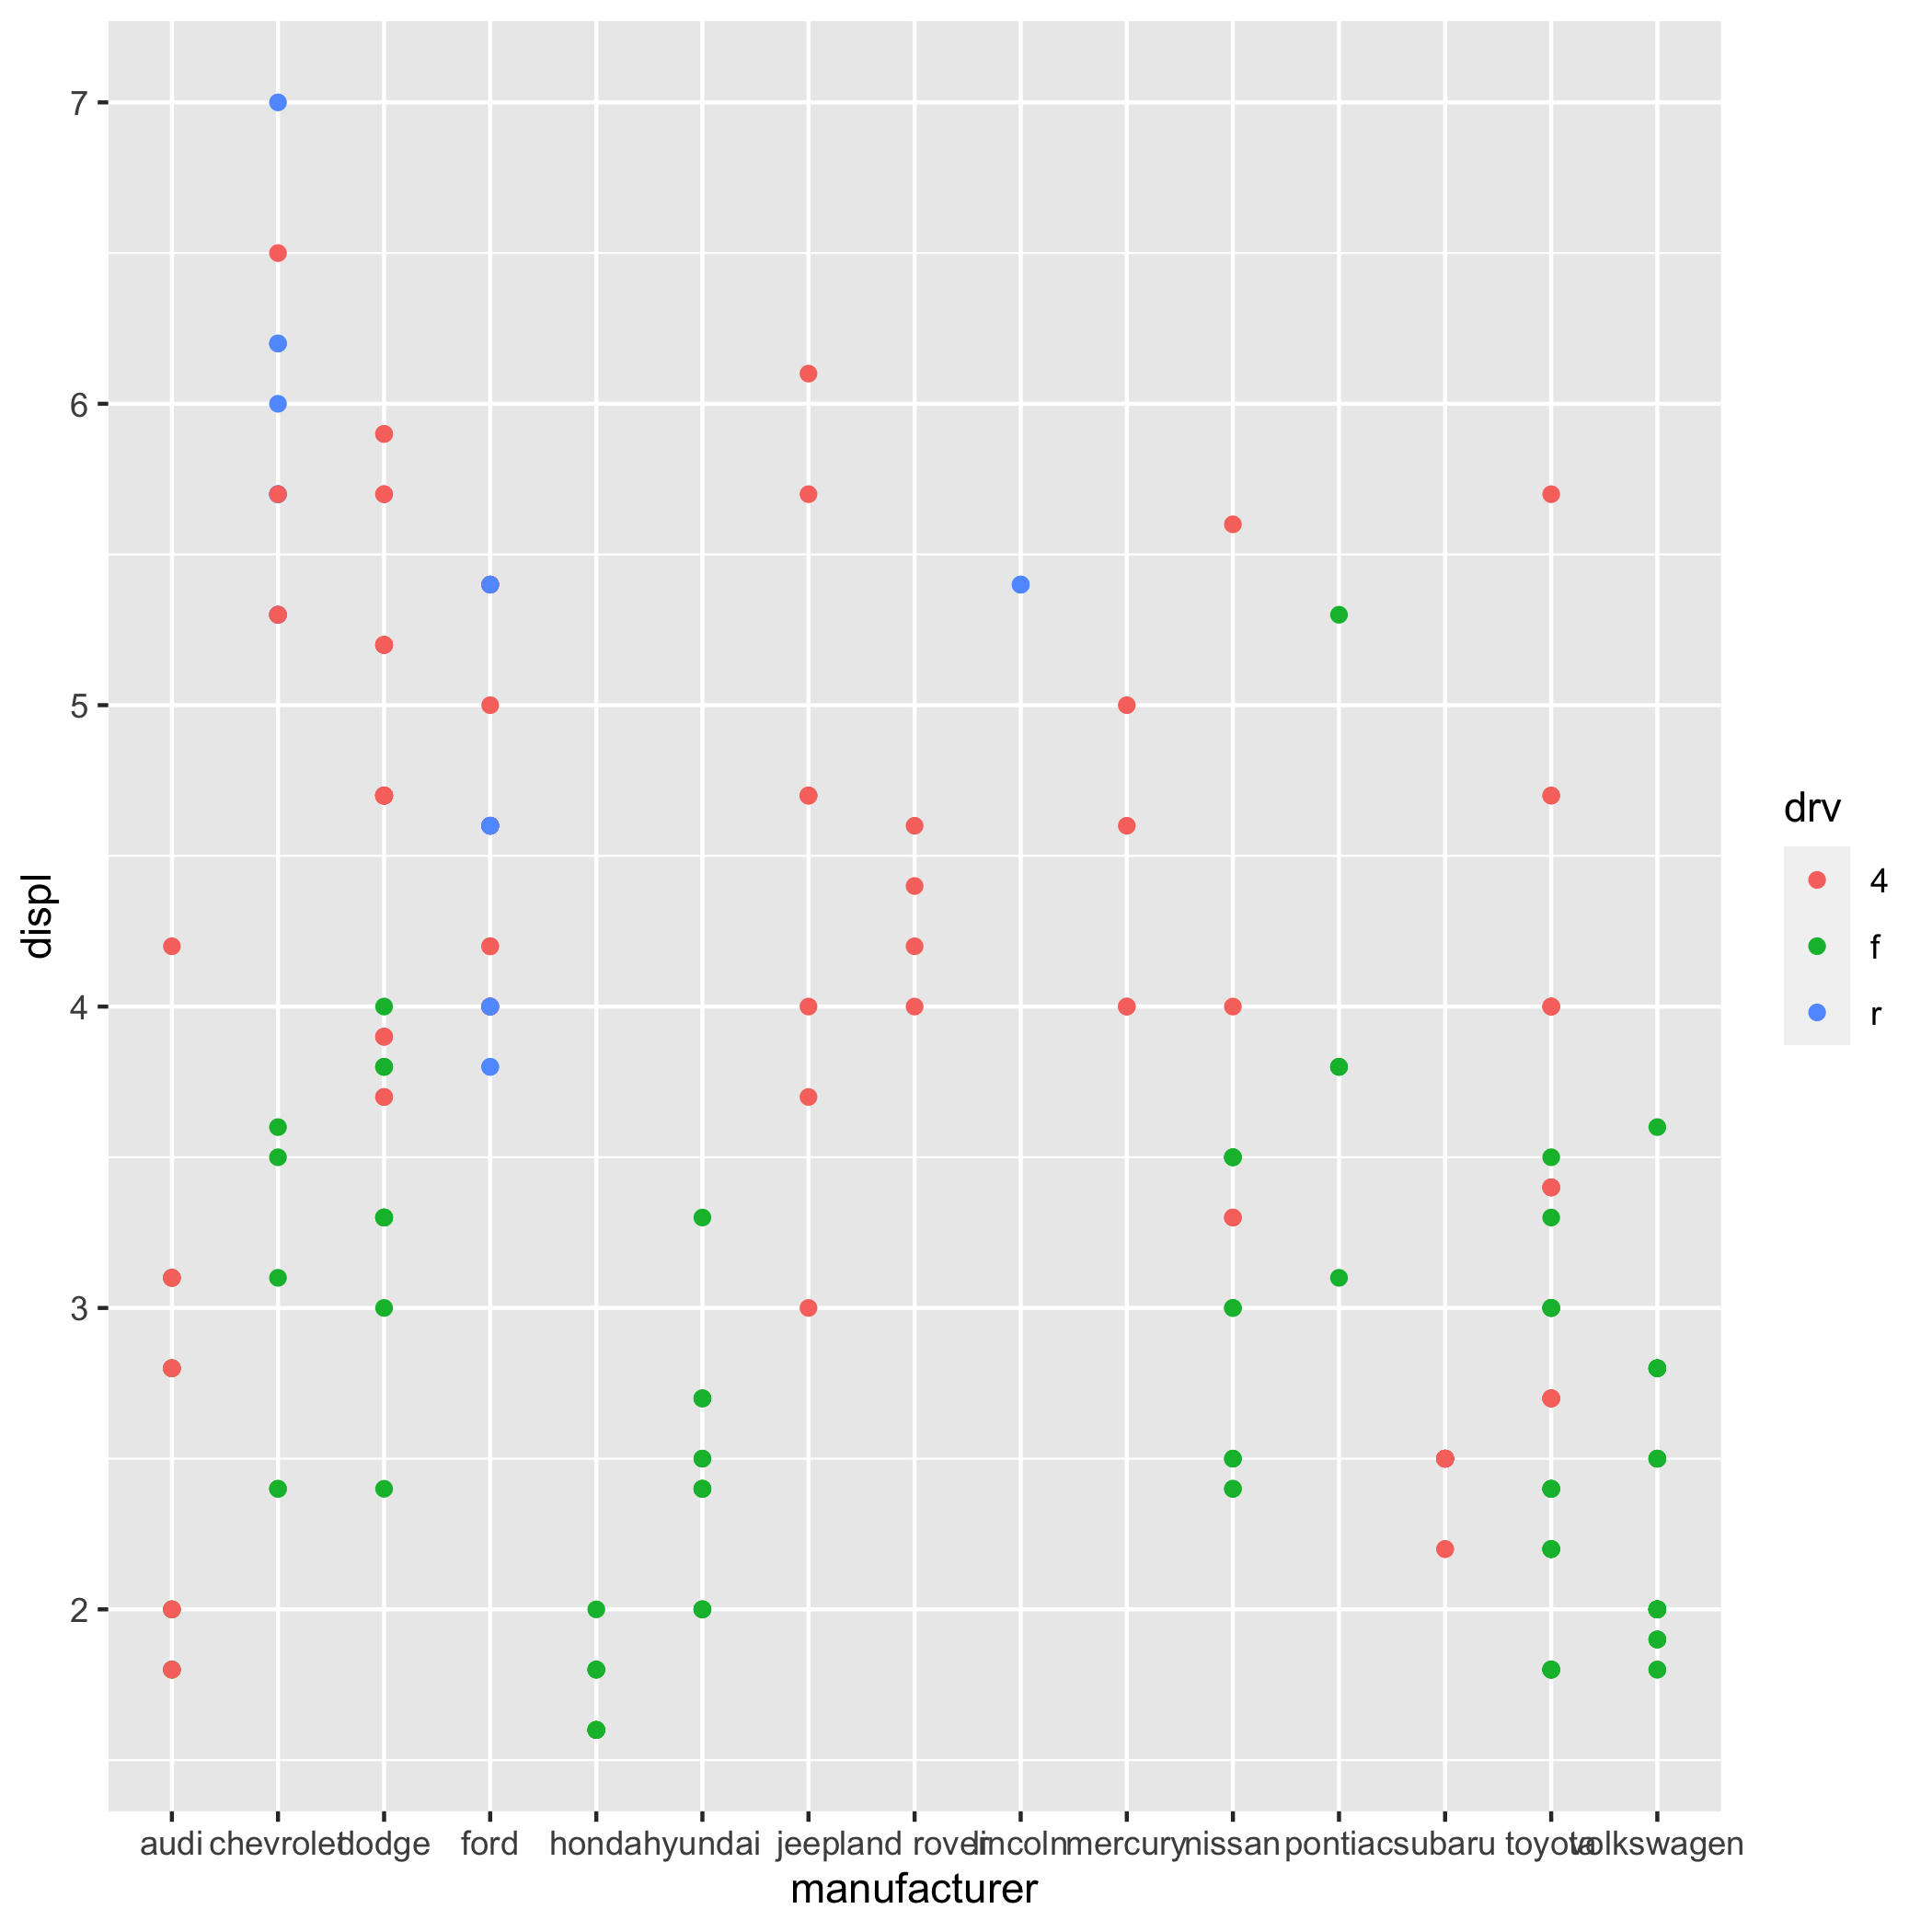 7
6
5
4
3
2
displ
audi chevrolet dodge ford honda hyundai jeep land rover lincoln mercury nissan pontiac subaru toyota volkswagen
manufacturer
drv
4
f
r